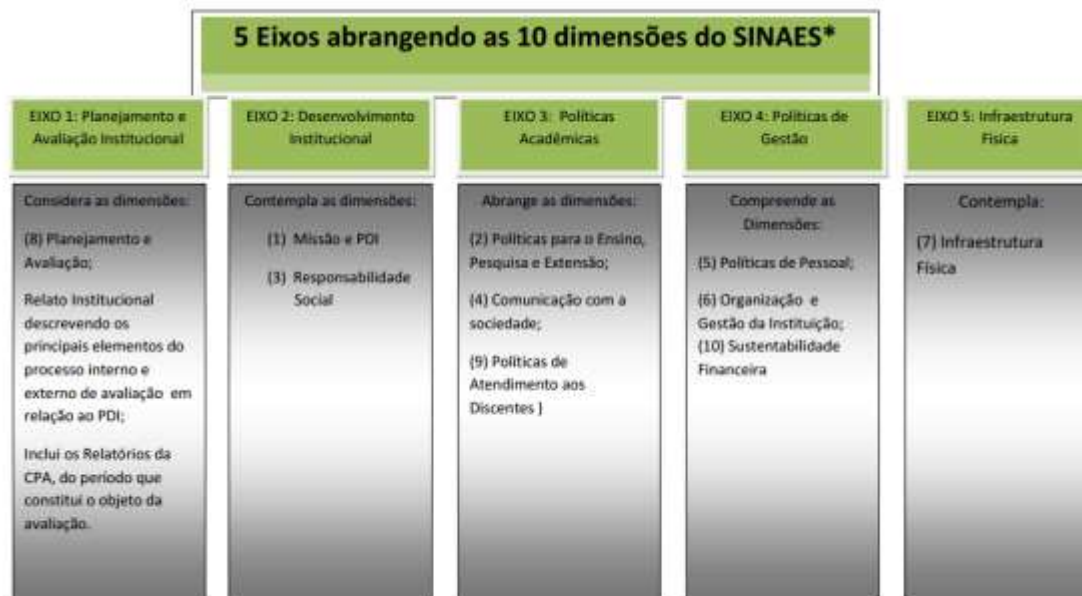 5 Eixos abrangendo as 10 dimensões do SINAES*
EIXO 1: Planejamento e
Avaliação Institucional
EIXO 2: Desenvolvimento
Institucional
EIXO 3: Políticas
Acadêmicas
EIXO 4: Políticas de
Gestão
EIXO 5: Infraestrutura
Física
Considera as dimensões:
(8) Planejamento e
Avaliação;
Relato Institucional
descrevendo os
principais elementos do
processo interno e
externo de avaliação em
relação ao PDI;
Inclui os Relatórios da
CPA, do período que
constitui o objeto da
avaliação.
Contempla as dimensões:
(1) Missão e PDI
(3) Responsabilidade
Social
Abrange as dimensões:
(2) Políticas para o Ensino,
Pesquisa e Extensão;
(4) Comunicação com a
sociedade;
(9) Políticas de
Atendimento aos
Discentes )
Compreende as
Dimensões:
(5) Políticas de Pessoal;
(6) Organização e
Gestão da Instituição;
(10) Sustentabilidade
Financeira
Contempla:
(7) Infraestrutura
Física